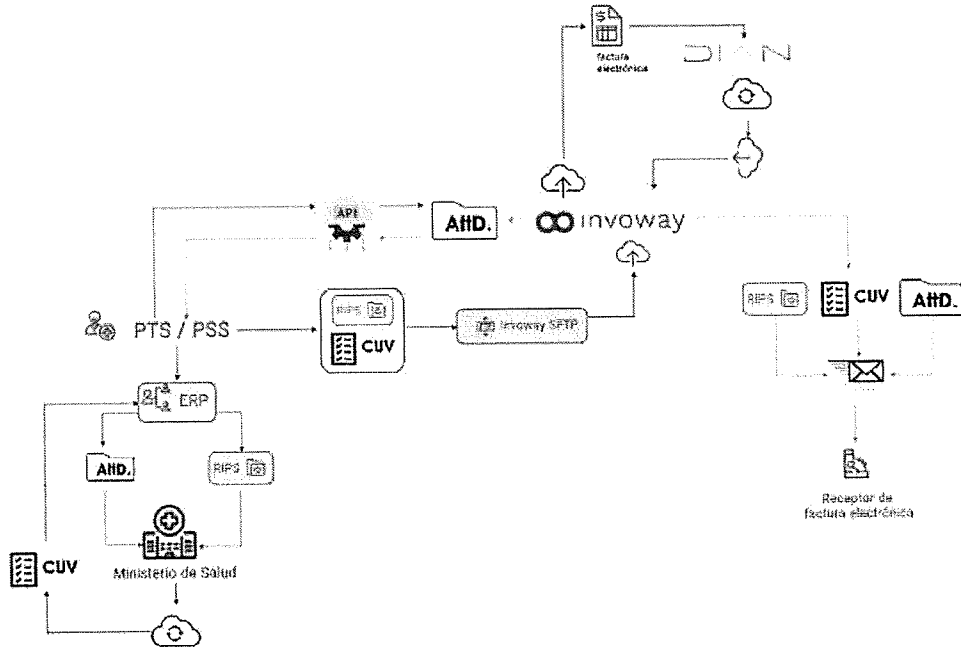 factura
electrónica
DIAN
API
AttD.
invoway
RIPS
CUV
AttD.
RIPS
CUV
Invoway SFTP
PTS / PSS
ERP
AttD.
RIPS
Receptor de
factura electrónica
CUV
Ministerio de Salud